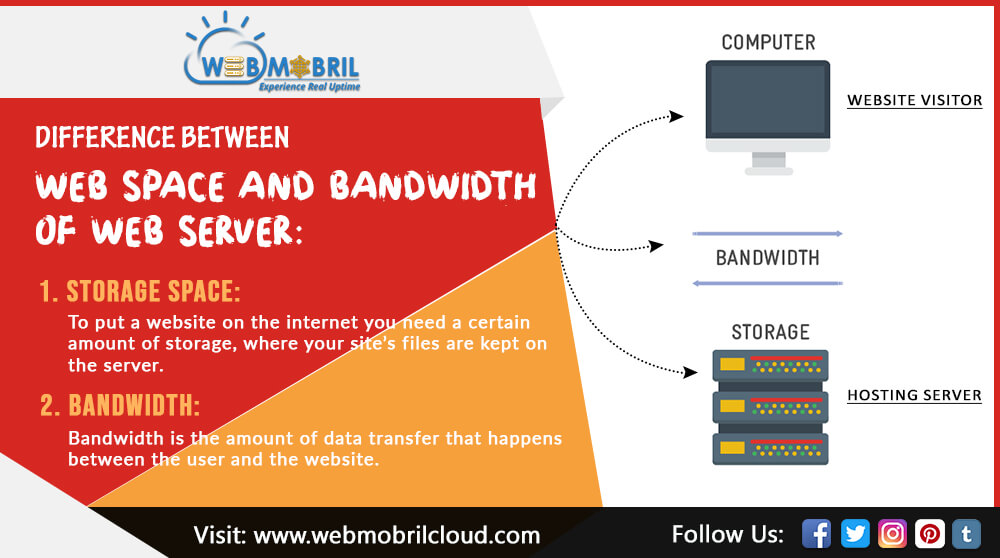 WEB MOBRIL
Experience Real Uptime
DIFFERENCE BETWEEN
WEB SPACE AND BANDWIDTH
OF WEB SERVER:
1. STORAGE SPACE:
To put a website on the internet you need a certain
amount of storage, where your site's files are kept on
the server.
2. BANDWIDTH:
Bandwidth is the amount of data transfer that happens
between the user and the website.
COMPUTER
WEBSITE VISITOR
BANDWIDTH
STORAGE
HOSTING SERVER
Visit: www.webmobrilcloud.com
Follow Us: